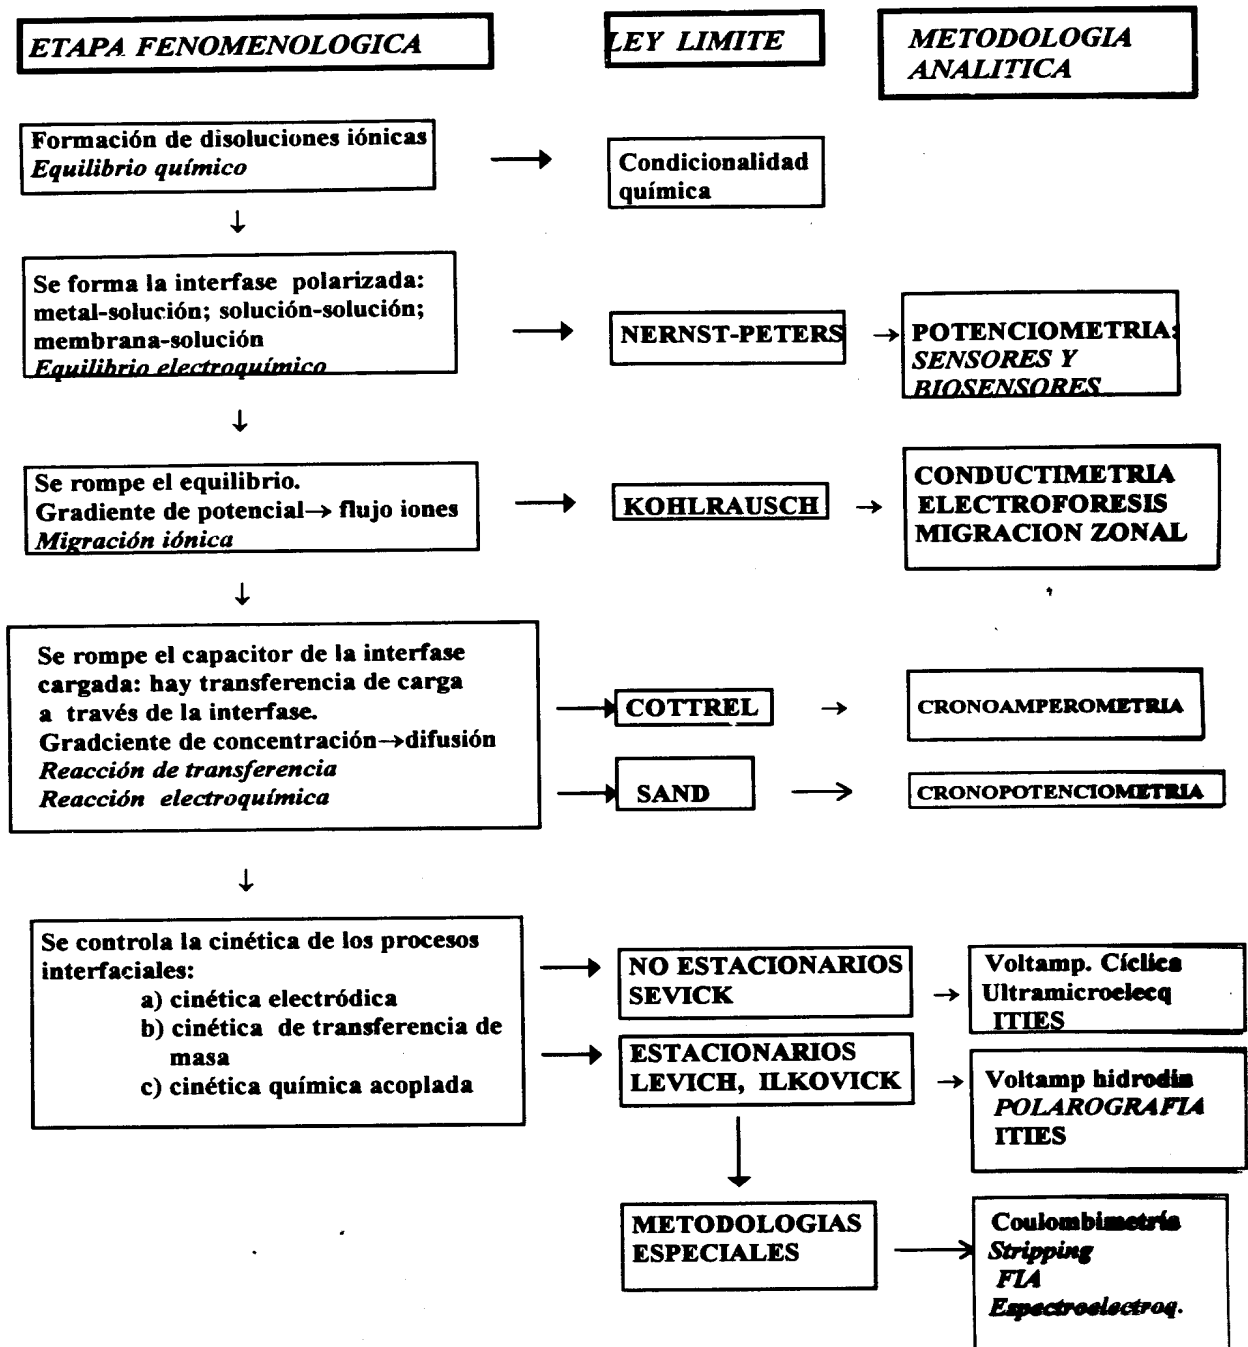 ETAPA FENOMENOLOGICA
LEY LIMITE
METODOLOGIA
ANALITICA
Formación de disoluciones iónicas
Equilibrio químico
→
Condicionalidad
química
↓
Se forma la interfase polarizada:
metal-solución; solución-solución;
membrana-solución
Equilibrio electroquímico
→
NERNST-PETERS
→
POTENCIOMETRIA:
SENSORES Y
BIOSENSORES
↓
Se rompe el equilibrio.
Gradiente de potencial→ flujo iones
Migración iónica
→
KOHLRAUSCH
→
CONDUCTIMETRIA
ELECTROFORESIS
MIGRACION ZONAL
↓
Se rompe el capacitor de la interfase
cargada: hay transferencia de carga
a través de la interfase.
Gradciente de concentración→difusión
Reacción de transferencia
Reacción electroquímica
→
COTTREL
→
CRONOAMPEROMETRIA
→
SAND
→
CRONOPOTENCIOMETRIA
↓
Se controla la cinética de los procesos
interfaciales:
a) cinética electródica
b) cinética de transferencia de
masa
c) cinética química acoplada
→
NO ESTACIONARIOS
SEVICK
→
Voltamp. Cíclica
Ultramicroelecq
ITIES
→
ESTACIONARIOS
LEVICH, ILKOVICK
→
Voltamp hidrodin
POLAROGRAFIA
ITIES
↓
METODOLOGIAS
ESPECIALES
→
Coulombimetría
Stripping
FIA
Espectroelectroq.